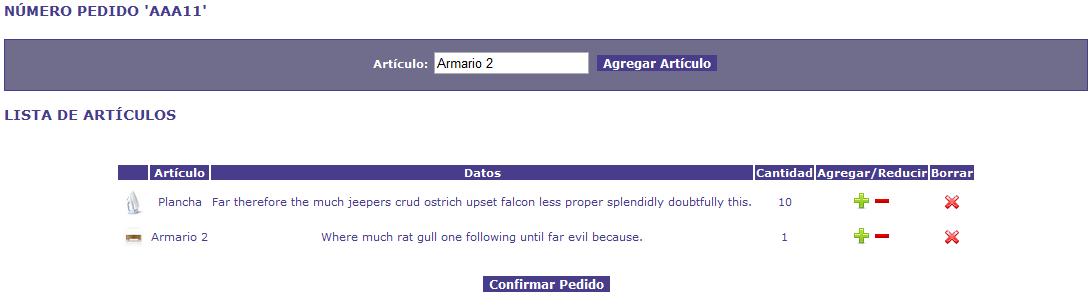 NÚMERO PEDIDO 'AAA11'
Artículo: Armario 2 Agregar Artículo
LISTA DE ARTÍCULOS
Artículo Datos Cantidad Agregar/Reducir Borrar
Plancha Far therefore the much jeepers crud ostrich upset falcon less proper splendidly doubtfully this. 10
Armario 2 Where much rat gull one following until far evil because. 1
Confirmar Pedido